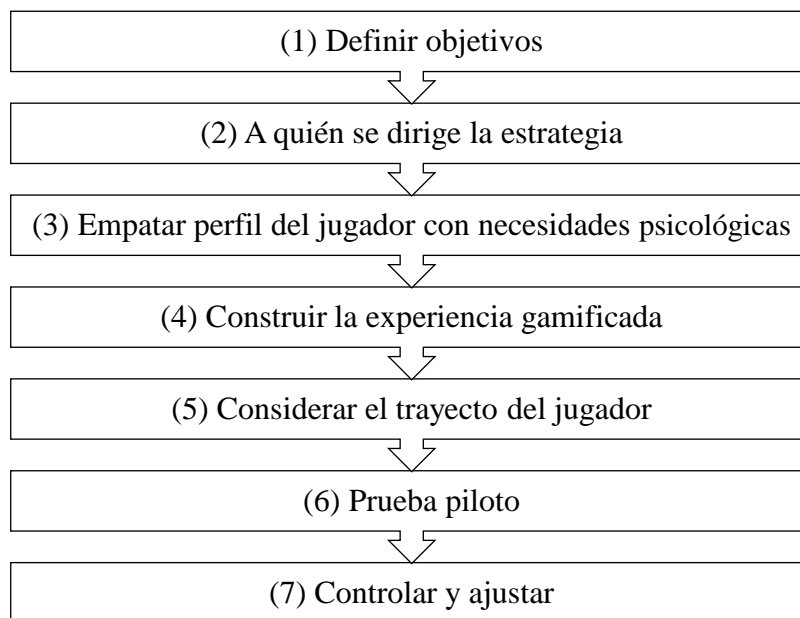 (1) Definir objetivos
(2) A quién se dirige la estrategia
(3) Empatar perfil del jugador con necesidades psicológicas
(4) Construir la experiencia gamificada
(5) Considerar el trayecto del jugador
(6) Prueba piloto
(7) Controlar y ajustar